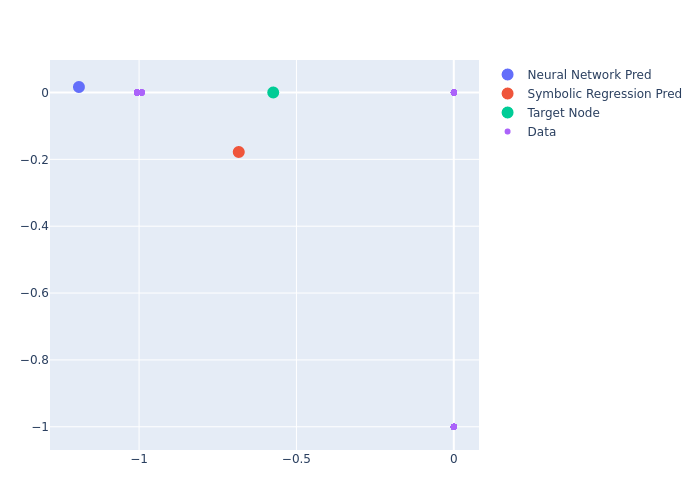 Neural Network Pred
Symbolic Regression Pred
Target Node
Data
0
−0.2
−0.4
−0.6
−0.8
−1
−1
−0.5
0